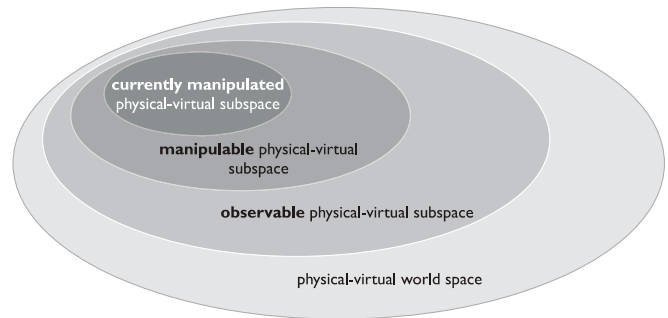 currently manipulated
physical-virtual subspace
manipulable physical-virtual
subspace
observable physical-virtual subspace
physical-virtual world space